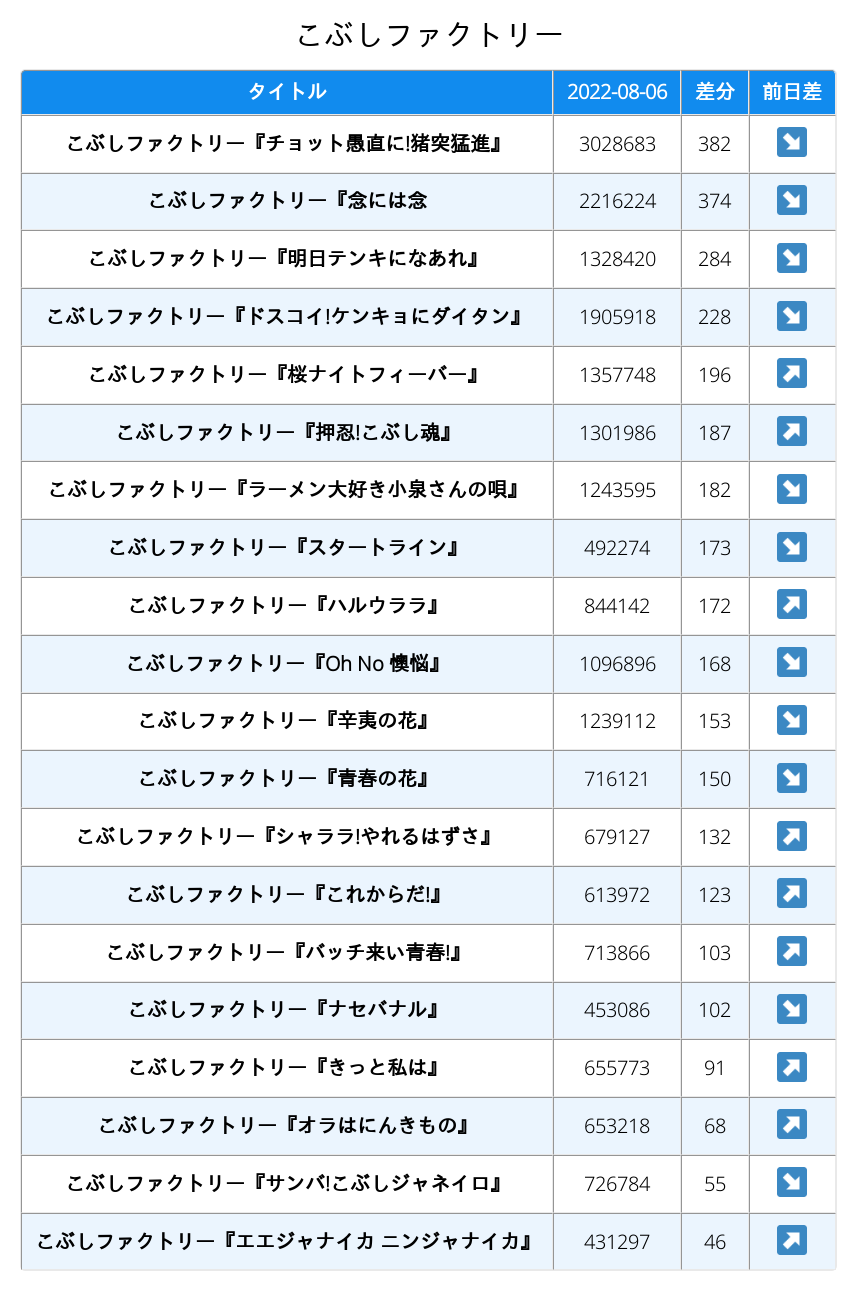 こぶしファクトリー
タイトル 2022-08-06 差分 前日差
こぶしファクトリー『チョット愚直に!猪突猛進』 3028683 382 ↘
こぶしファクトリー『念には念 2216224 374 ↘
こぶしファクトリー『明日テンキになあれ』 1328420 284 ↘
こぶしファクトリー『ドスコイ!ケンキョにダイタン』 1905918 228 ↘
こぶしファクトリー『桜ナイトフィーバー』 1357748 196 ↗
こぶしファクトリー『押忍!こぶし魂』 1301986 187 ↗
こぶしファクトリー『ラーメン大好き小泉さんの唄』 1243595 182 ↘
こぶしファクトリー『スタートライン』 492274 173 ↘
こぶしファクトリー『ハルウララ』 844142 172 ↗
こぶしファクトリー『Oh No 懊悩』 1096896 168 ↘
こぶしファクトリー『辛夷の花』 1239112 153 ↘
こぶしファクトリー『青春の花』 716121 150 ↘
こぶしファクトリー『シャララ!やれるはずさ』 679127 132 ↗
こぶしファクトリー『これからだ!』 613972 123 ↗
こぶしファクトリー『バッチ来い青春!』 713866 103 ↗
こぶしファクトリー『ナセバナル』 453086 102 ↘
こぶしファクトリー『きっと私は』 655773 91 ↗
こぶしファクトリー『オラはにんきもの』 653218 68 ↗
こぶしファクトリー『サンバ!こぶしジャネイロ』 726784 55 ↘
こぶしファクトリー『エエジャナイカ ニンジャナイカ』 431297 46 ↗